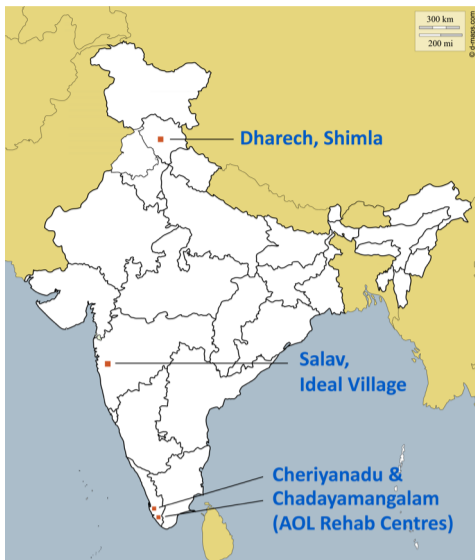 300 km
200 mi
© d-maps.com
Dharech, Shimla
Salav,
Ideal Village
Cheriyanadu &
Chadayamangalam
(AOL Rehab Centres)